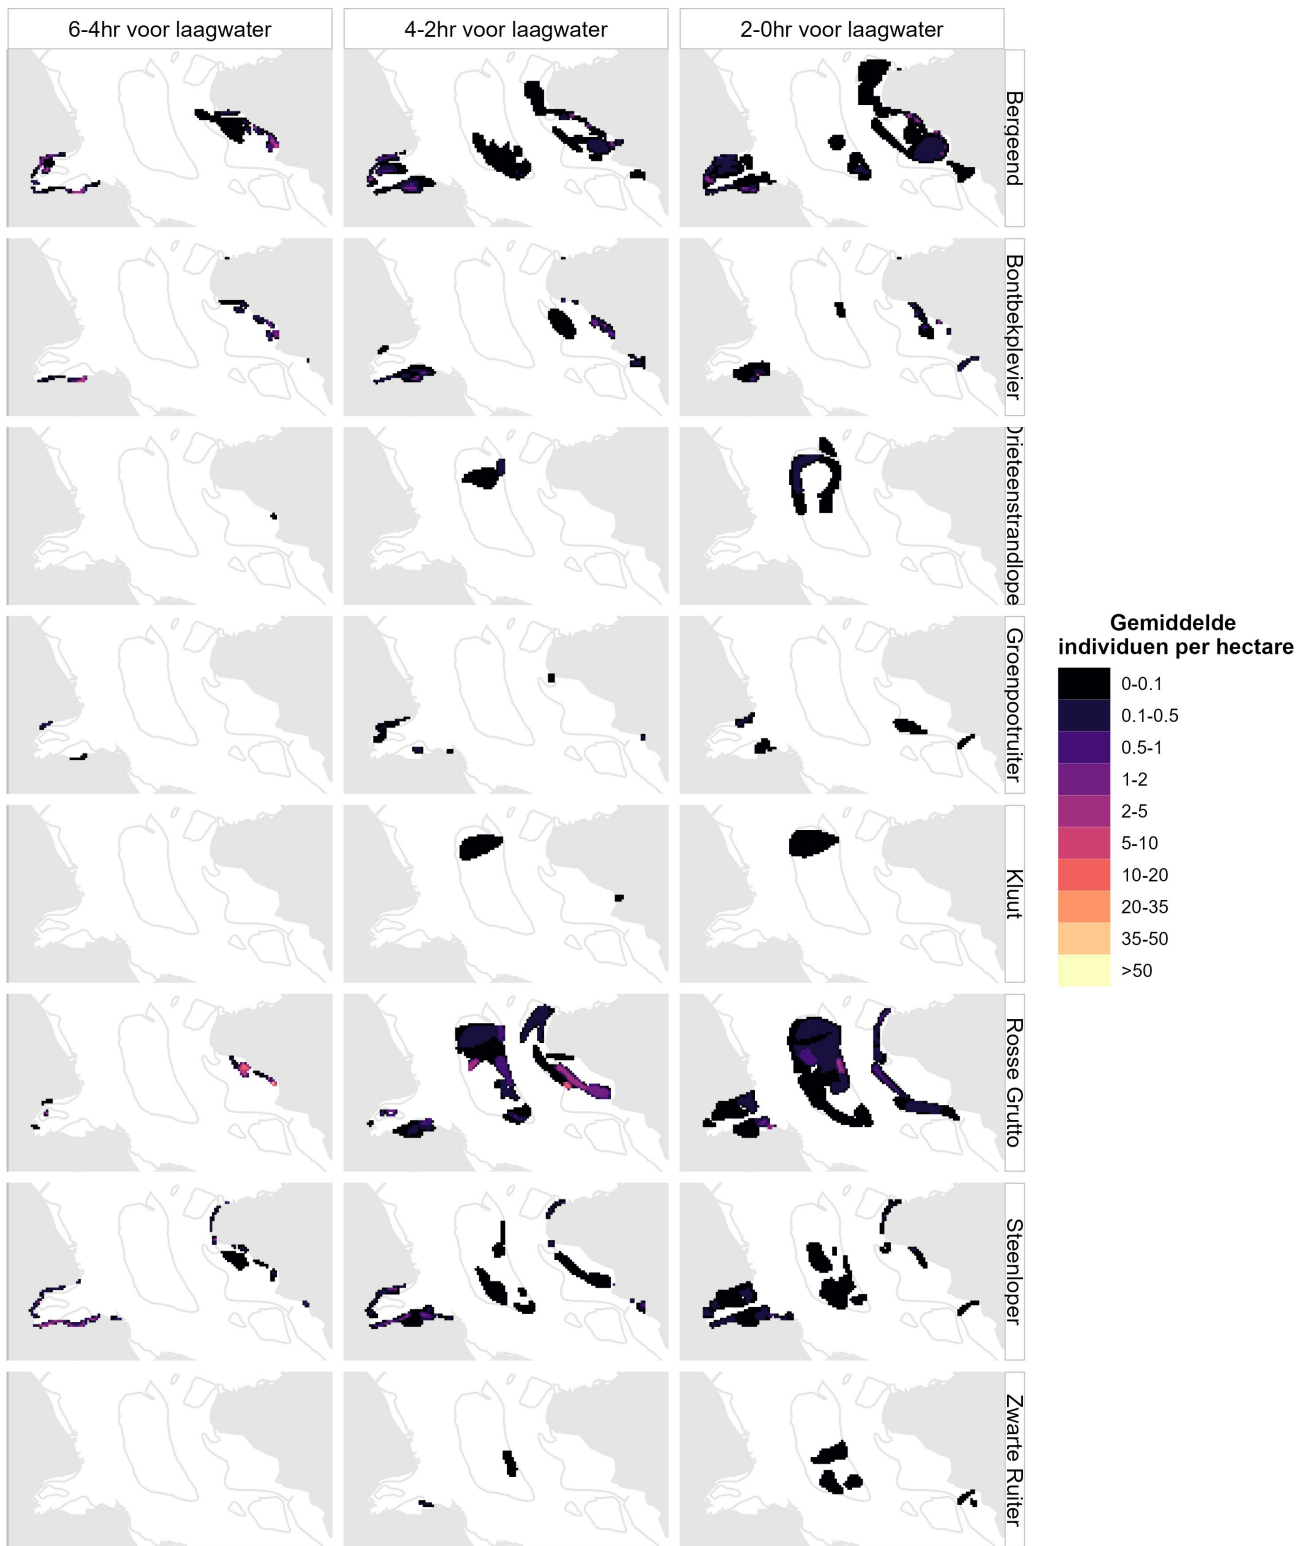 6-4hr voor laagwater
4-2hr voor laagwater
2-0hr voor laagwater
Bergeend
Bontbekplevier
Drieteenstrandlope
Groenpootruiter
Kluut
Rosse Grutto
Steenloper
Zwarte Ruiter
Gemiddelde
individuen per hectare
0-0.1
0.1-0.5
0.5-1
1-2
2-5
5-10
10-20
20-35
35-50
>50